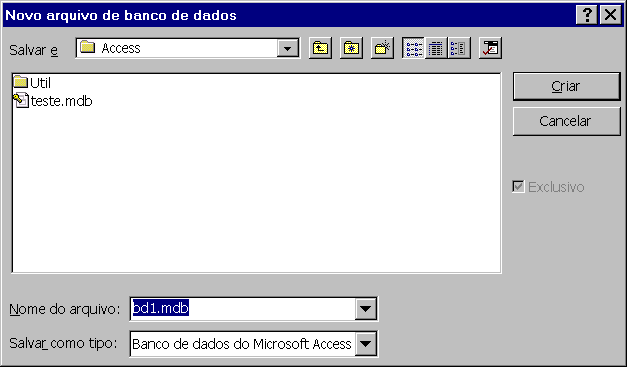 Novo arquivo de banco de dados
Salvar e
Access
Util
teste.mdb
Criar
Cancelar
Exclusivo
Nome do arquivo: bd1.mdb
Salvar como tipo: Banco de dados do Microsoft Access